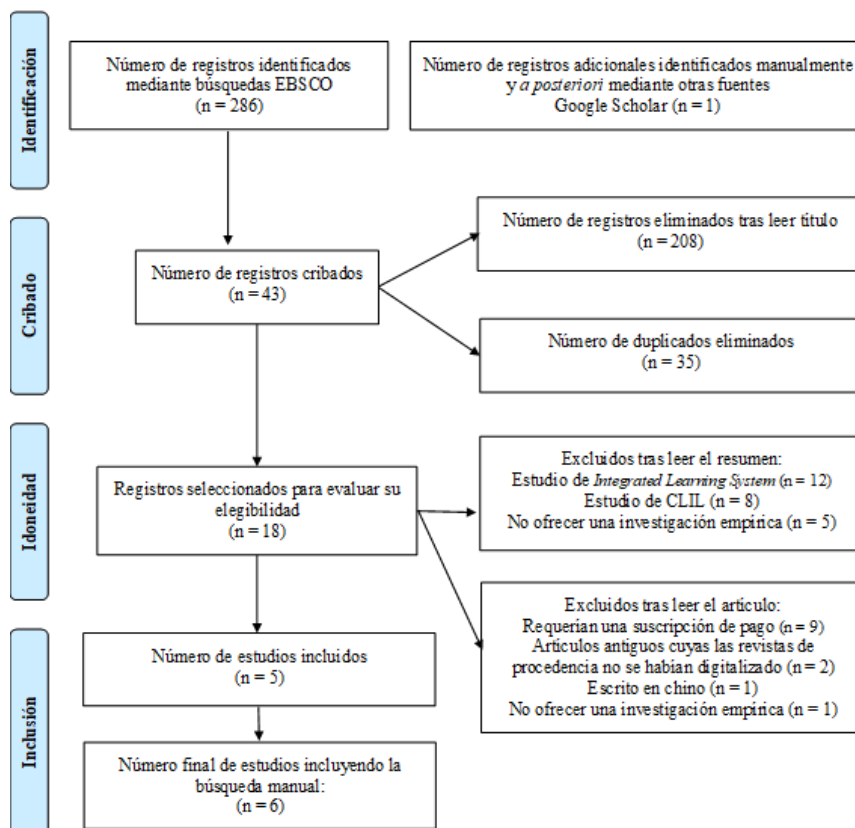 Identificación
Número de registros identificados
mediante búsquedas EBSCO
(n = 286)
Número de registros adicionales identificados manualmente
y a posteriori mediante otras fuentes
Google Scholar (n = 1)
Cribado
Número de registros cribados
(n = 43)
Número de registros eliminados tras leer título
(n = 208)
Número de duplicados eliminados
(n = 35)
Idoneidad
Registros seleccionados para evaluar su
elegibilidad
(n = 18)
Excluidos tras leer el resumen:
Estudio de Integrated Learning System (n = 12)
Estudio de CLIL (n = 8)
No ofrecer una investigación empírica (n = 5)
Excluidos tras leer el artículo:
Requerían una suscripción de pago (n = 9)
Artículos antiguos cuyas las revistas de
procedencia no se habían digitalizado (n = 2)
Escrito en chino (n = 1)
No ofrecer una investigación empírica (n = 1)
Inclusión
Número de estudios incluidos
(n = 5)
Número final de estudios incluyendo la
búsqueda manual:
(n = 6)